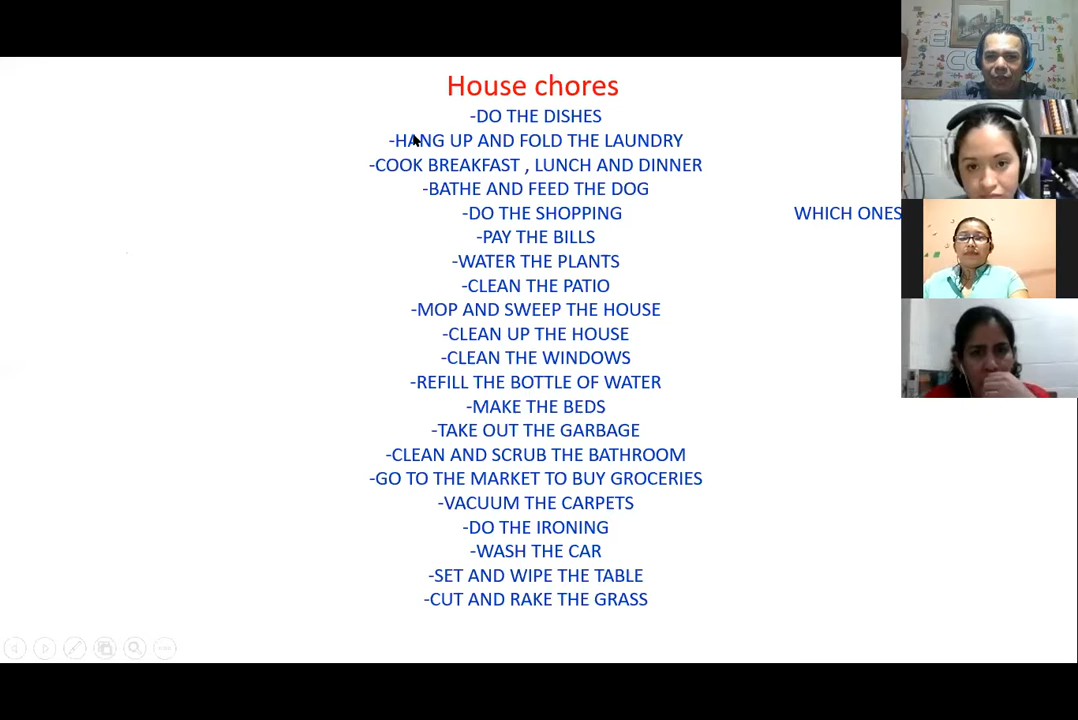 House chores
-DO THE DISHES
-HANG UP AND FOLD THE LAUNDRY
-COOK BREAKFAST , LUNCH AND DINNER
-BATHE AND FEED THE DOG
-DO THE SHOPPING
WHICH ONES
-PAY THE BILLS
-WATER THE PLANTS
-CLEAN THE PATIO
-MOP AND SWEEP THE HOUSE
-CLEAN UP THE HOUSE
-CLEAN THE WINDOWS
-REFILL THE BOTTLE OF WATER
-MAKE THE BEDS
-TAKE OUT THE GARBAGE
-CLEAN AND SCRUB THE BATHROOM
-GO TO THE MARKET TO BUY GROCERIES
-VACUUM THE CARPETS
-DO THE IRONING
-WASH THE CAR
-SET AND WIPE THE TABLE
-CUT AND RAKE THE GRASS